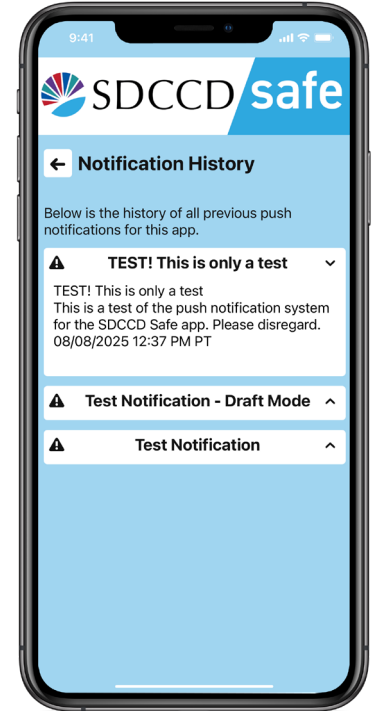 9:41
SDCCD safe
Notification History
Below is the history of all previous push
notifications for this app.
TEST! This is only a test
TEST! This is only a test
This is a test of the push notification system
for the SDCCD Safe app. Please disregard.
08/08/2025 12:37 PM PT
Test Notification - Draft Mode
Test Notification